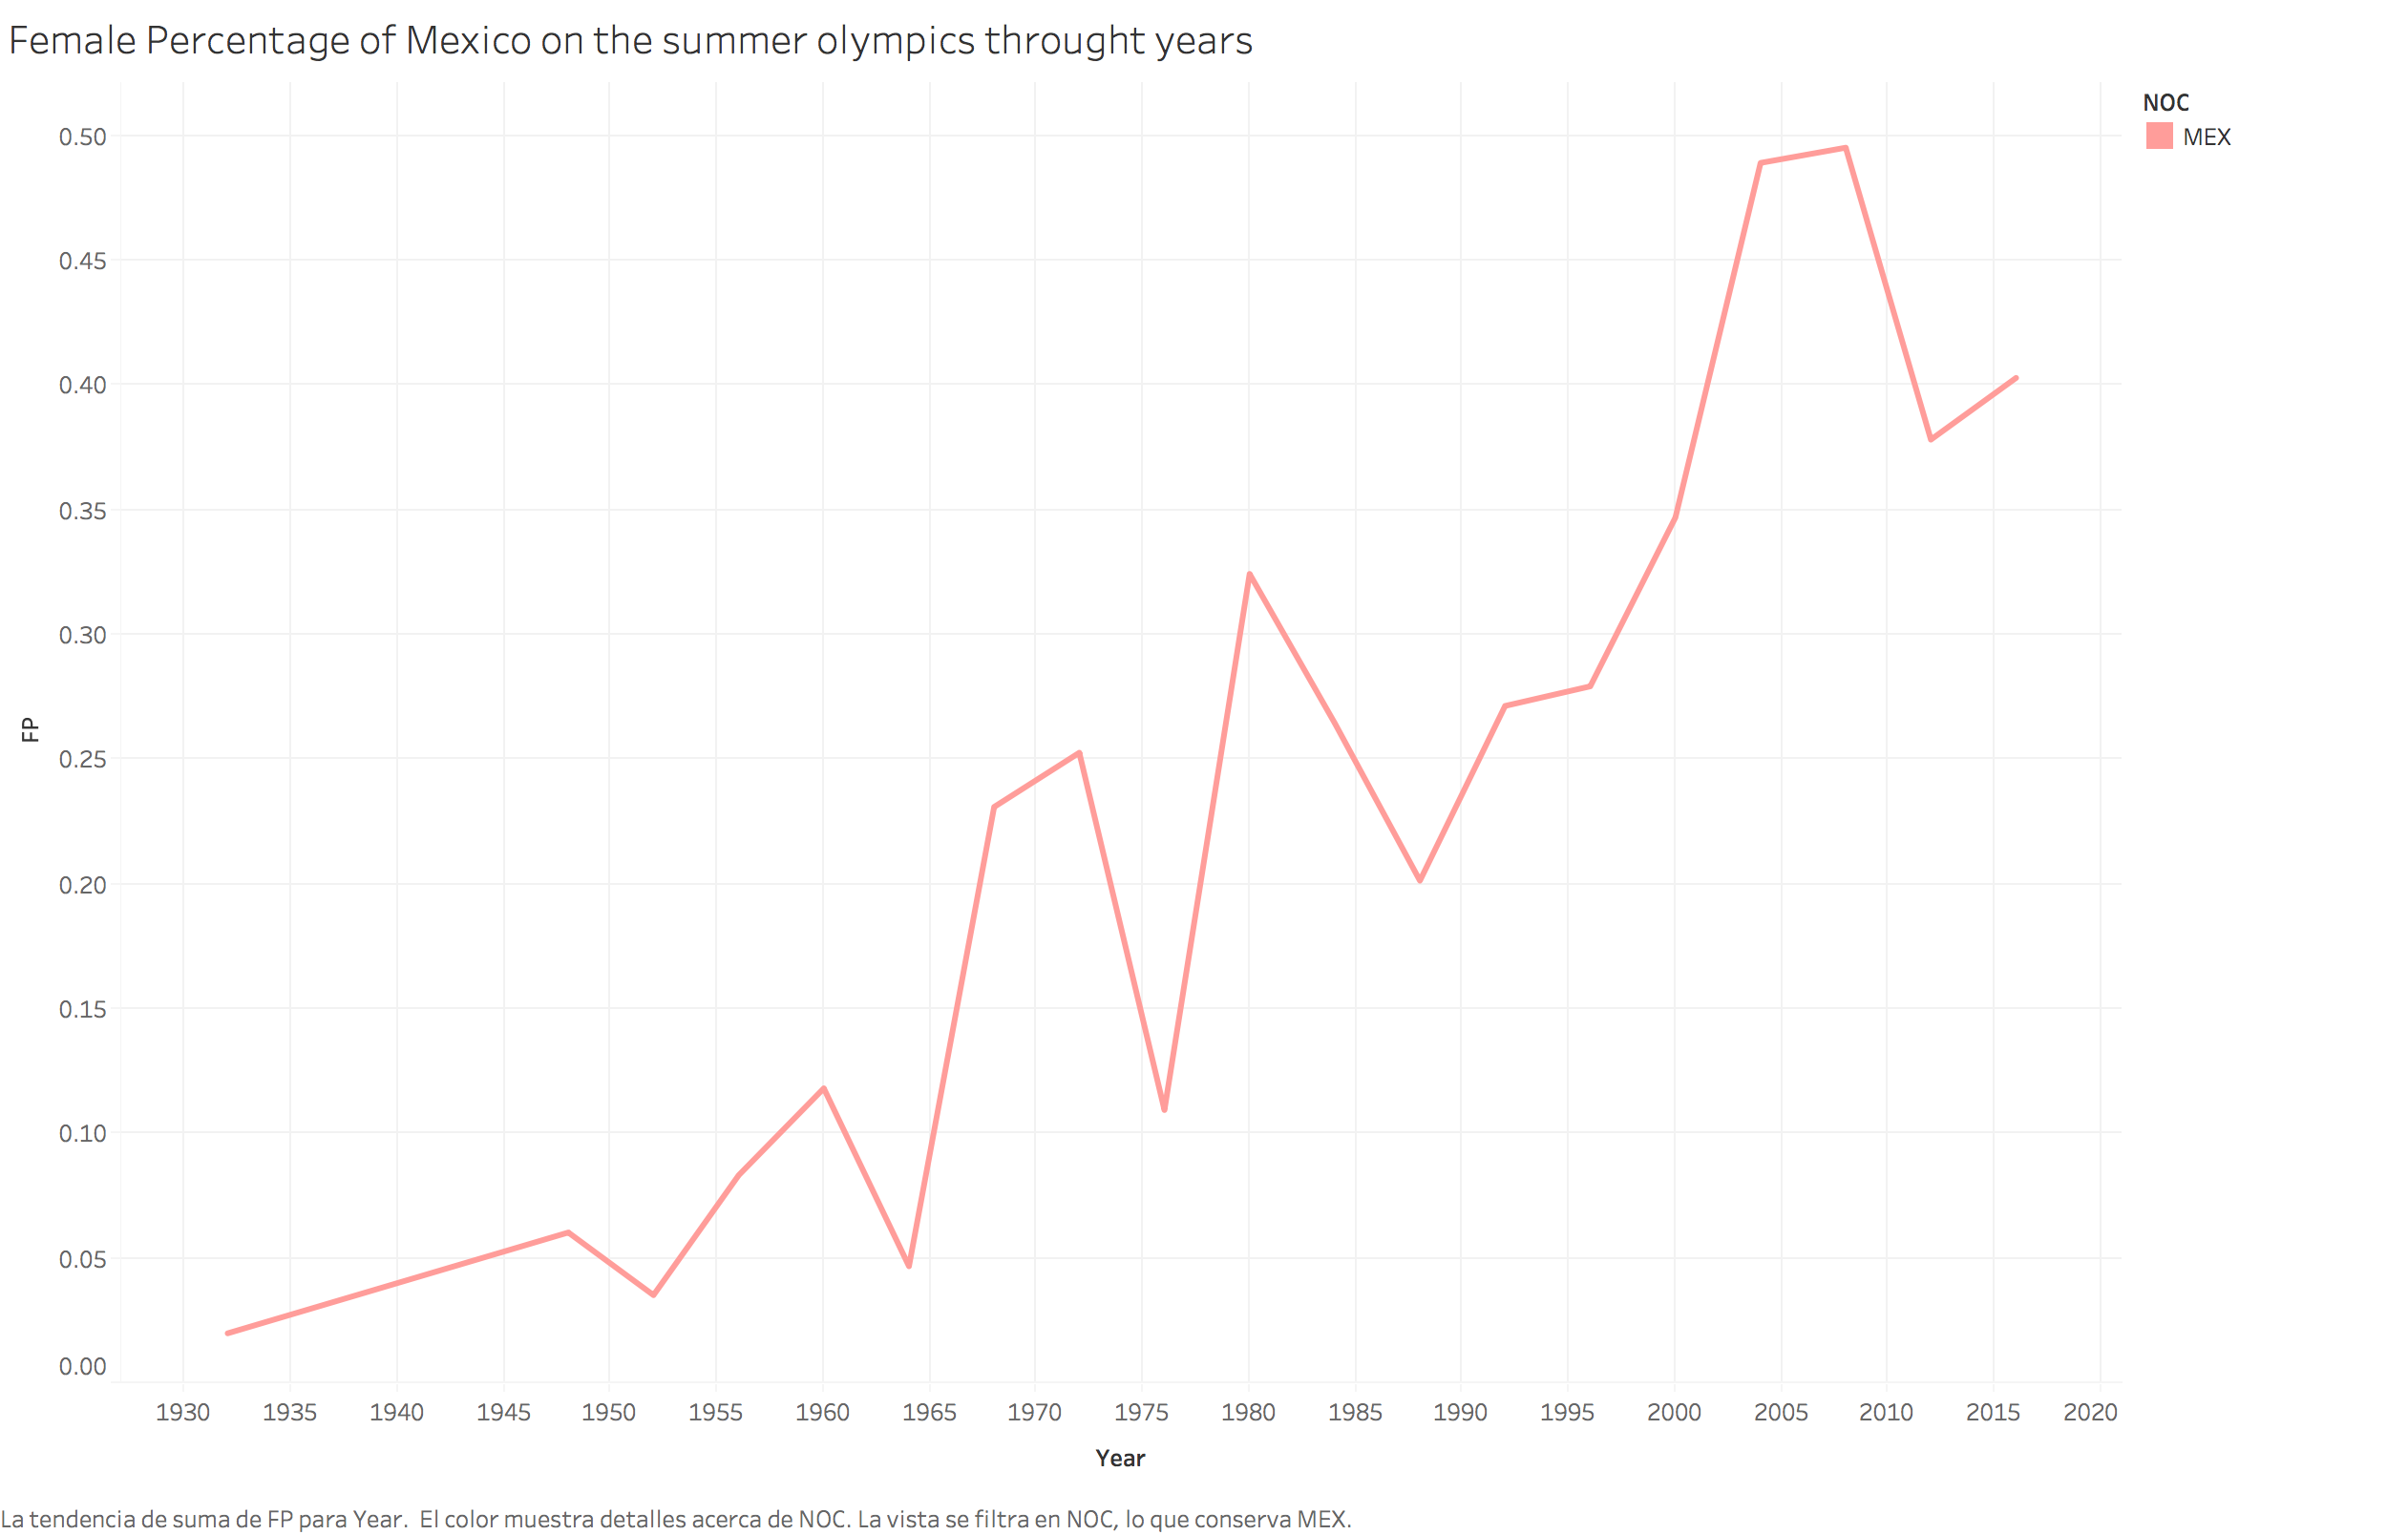 Female Percentage of Mexico on the summer olympics throught years
NOC
MEX
0.50
0.45
0.40
0.35
0.30
0.25
0.20
0.15
0.10
0.05
0.00
FP
1930 1935 1940 1945 1950 1955 1960 1965 1970 1975 1980 1985 1990 1995 2000 2005 2010 2015 2020
Year
La tendencia de suma de FP para Year. El color muestra detalles acerca de NOC. La vista se filtra en NOC, lo que conserva MEX.